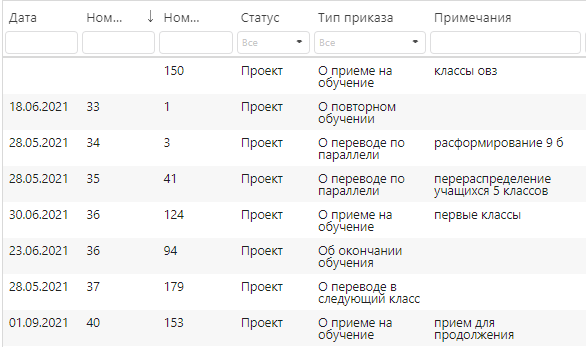 Дата Ном... ↓ Ном... Статус Тип приказа Примечания
Все Все
150 Проект О приеме на обучение классы овз
18.06.2021 33 1 Проект О повторном обучении
28.05.2021 34 3 Проект О переводе по параллели расформирование 9 б
28.05.2021 35 41 Проект О переводе по параллели перераспределение учащихся 5 классов
30.06.2021 36 124 Проект О приеме на обучение первые классы
23.06.2021 36 94 Проект Об окончании обучения
28.05.2021 37 179 Проект О переводе в следующий класс
01.09.2021 40 153 Проект О приеме на обучение прием для продолжения